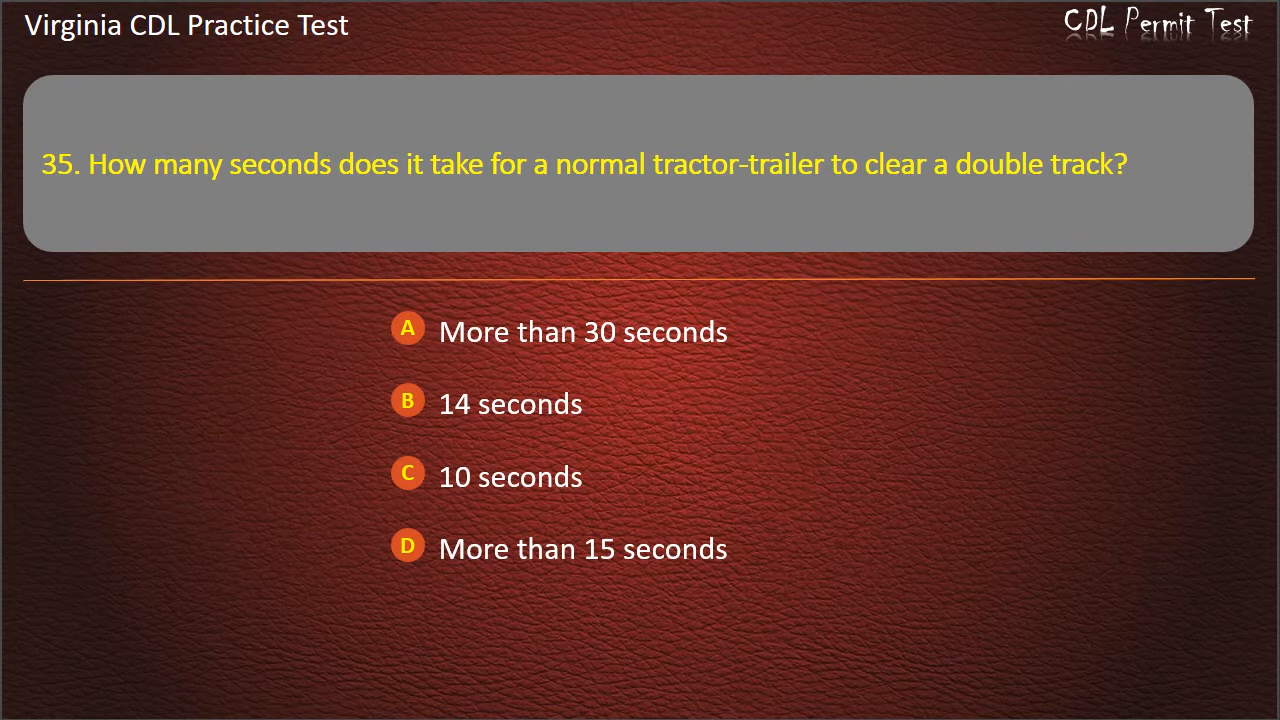 Virginia CDL Practice Test
CDL Permit Test
35. How many seconds does it take for a normal tractor-trailer to clear a double track?
A More than 30 seconds
B 14 seconds
C 10 seconds
D More than 15 seconds